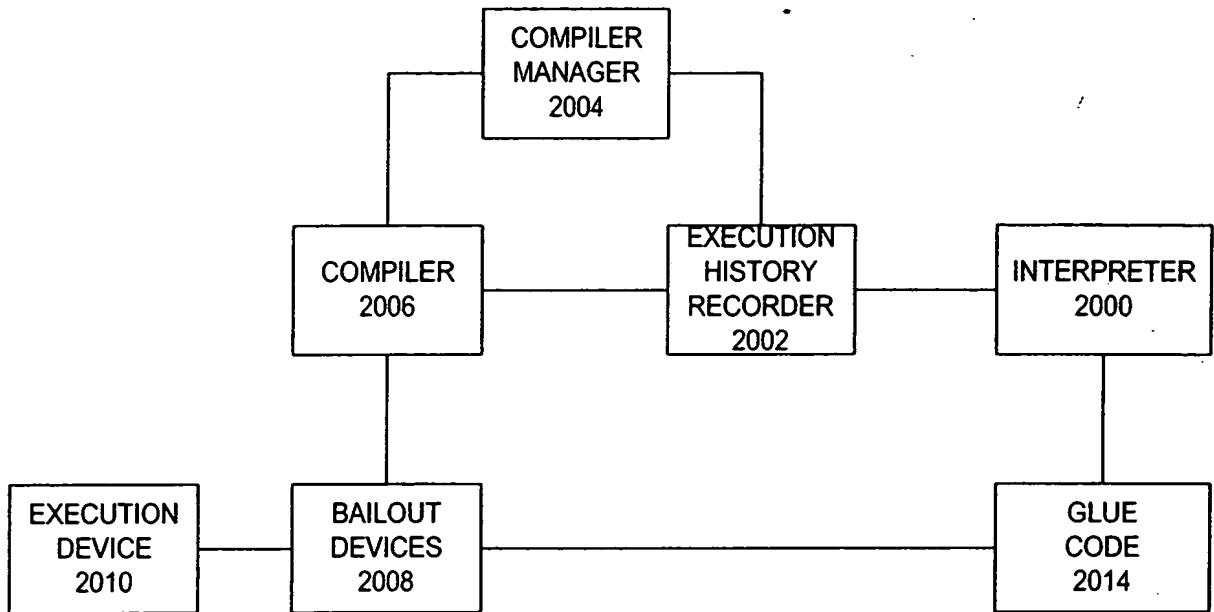 COMPILER
MANAGER
2004
COMPILER
2006
EXECUTION
HISTORY
RECORDER
2002
INTERPRETER
2000
EXECUTION
DEVICE
2010
BAILOUT
DEVICES
2008
GLUE
CODE
2014